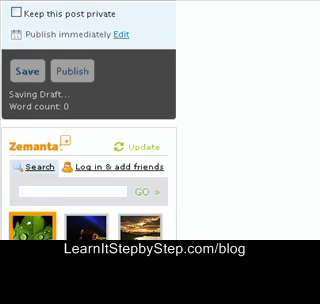 Keep this post private
Publish immediately Edit
Save Publish
Saving Draft...
Word count: 0
Zemanta Update
Search Log in & add friends
GO »
LearnItStepbyStep.com/blog